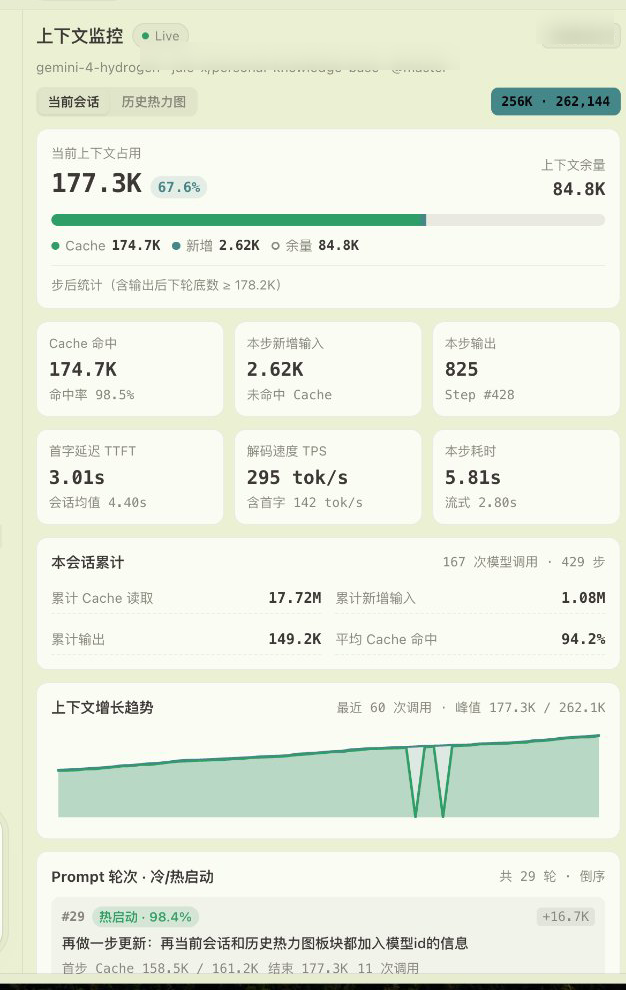 上下文监控 Live
gemini-4-hydrogen
当前会话 历史热力图 256K · 262,144
当前上下文占用
177.3K 67.6%
上下文余量
84.8K
Cache 174.7K 新增 2.62K 余量 84.8K
步后统计（含输出后下轮底数 ≥ 178.2K）
Cache 命中
174.7K
命中率 98.5%
本步新增输入
2.62K
未命中 Cache
本步输出
825
Step #428
首字延迟 TTFT
3.01s
会话均值 4.40s
解码速度 TPS
295 tok/s
含首字 142 tok/s
本步耗时
5.81s
流式 2.80s
本会话累计 167 次模型调用 · 429 步
累计 Cache 读取 17.72M 累计新增输入 1.08M
累计输出 149.2K 平均 Cache 命中 94.2%
上下文增长趋势 最近 60 次调用 · 峰值 177.3K / 262.1K
Prompt 轮次 · 冷/热启动 共 29 轮 · 倒序
#29 热启动 · 98.4% +16.7K
再做一步更新：再当前会话和历史热力图板块都加入模型id的信息
首步 Cache 158.5K / 161.2K 结束 177.3K 11 次调用